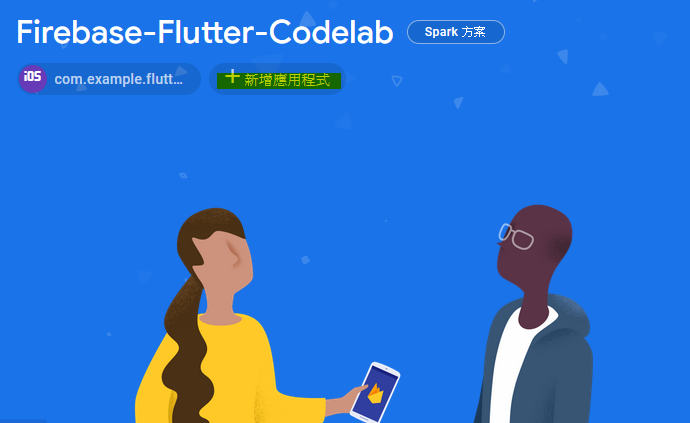 Firebase-Flutter-Codelab Spark 方案
iOS com.example.flutt... + 新增應用程式